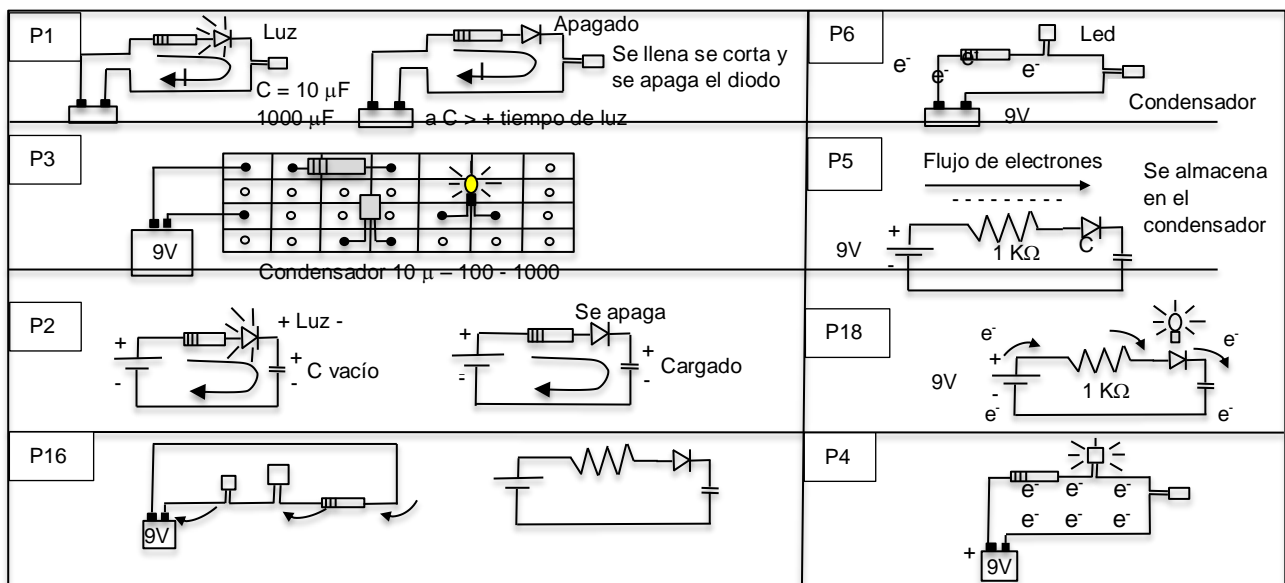 P1
Luz
C = 10 μF
1000 μF
Apagado
Se llena se corta y
se apaga el diodo
a C > + tiempo de luz
P6
Led
e-
e-
e-
Condensador
9V
P3
9V
Condensador 10 μ – 100 - 1000
P5
Flujo de electrones
- - - - - - - - -
Se almacena
en el
condensador
+
9V
-
1 KΩ
C
P2
+ Luz -
+
-
+
C vacío
-
Se apaga
+
-
+
Cargado
-
P18
e-
e-
+
9V
-
1 KΩ
e-
e-
P16
9V
P4
e- e- e-
e- e- e-
+
9V